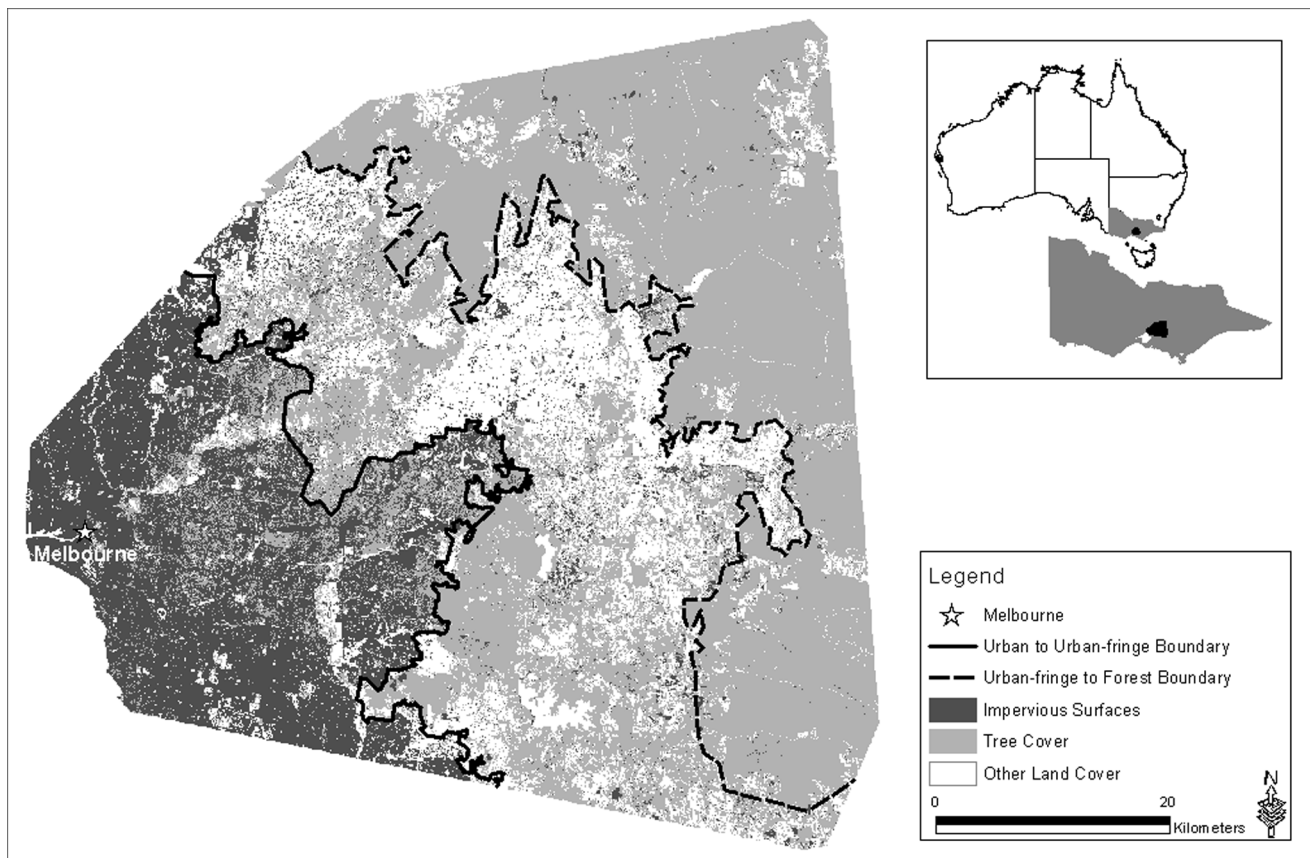 Melbourne
Legend
Melbourne
Urban to Urban-fringe Boundary
Urban-fringe to Forest Boundary
Impervious Surfaces
Tree Cover
Other Land Cover
N
0 20
Kilometers